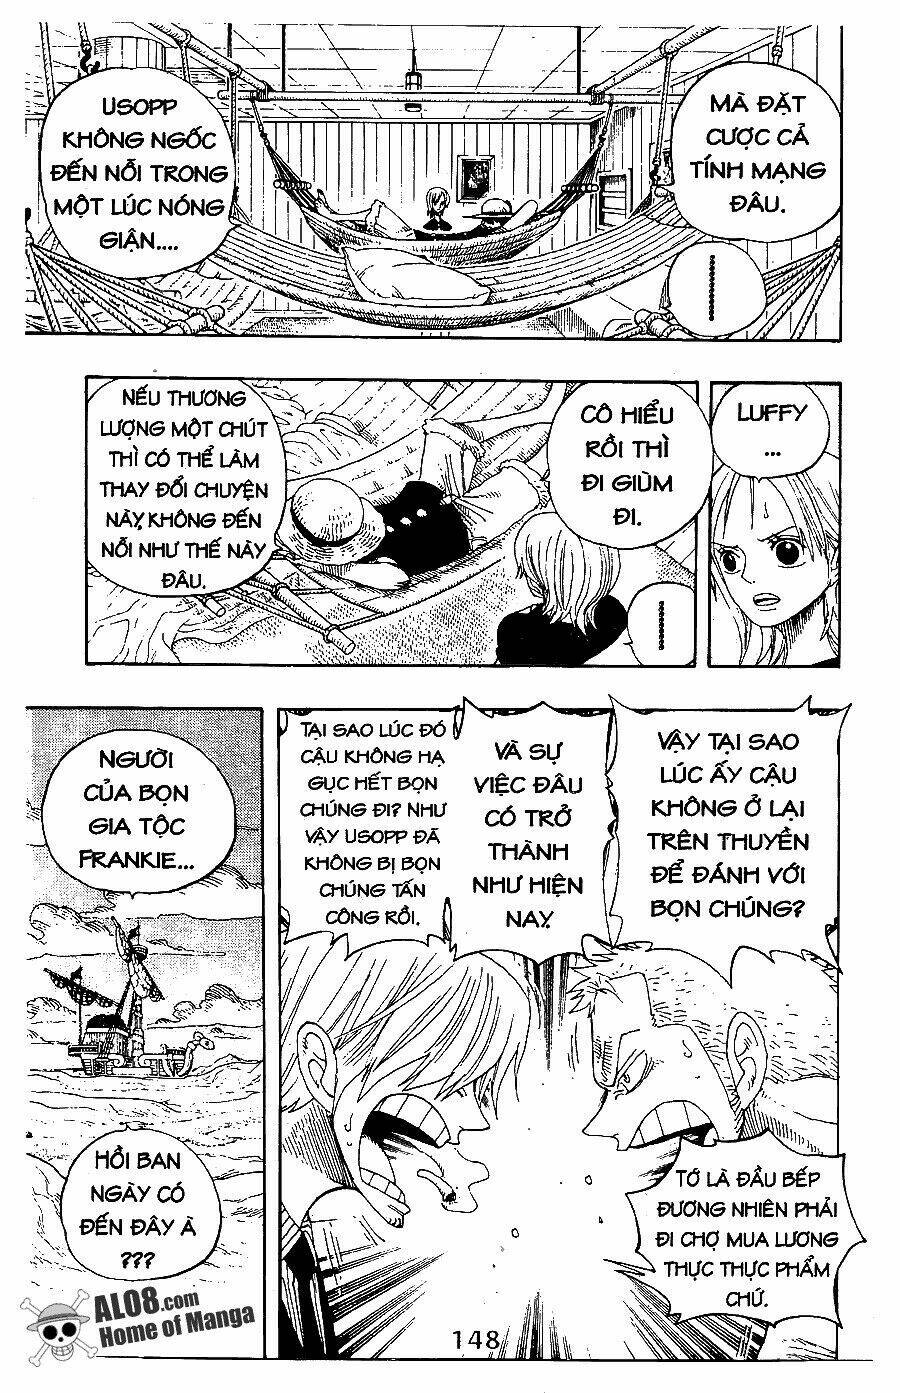 USOPP
KHÔNG NGỐC
ĐẾN NỖI TRONG
MỘT LÚC NÓNG
GIẬN....
MÀ ĐẶT
CƯỢC CẢ
TÍNH MẠNG
ĐÂU.
LUFFY
...
CÔ HIỂU
RỒI THÌ
ĐI GIÙM
ĐI.
NẾU THƯƠNG
LƯỢNG MỘT CHÚT
THÌ CÓ THỂ LÀM
THAY ĐỔI CHUYỆN
NÀY, KHÔNG ĐẾN
NỖI NHƯ THẾ NÀY
ĐÂU.
VẬY TẠI SAO
LÚC ẤY CẬU
KHÔNG Ở LẠI
TRÊN THUYỀN
ĐỂ ĐÁNH VỚI
BỌN CHÚNG?
VÀ SỰ
VIỆC ĐÂU
CÓ TRỞ
THÀNH
NHƯ HIỆN
NAY.
TẠI SAO LÚC ĐÓ
CẬU KHÔNG HẠ
GỤC HẾT BỌN
CHÚNG ĐI? NHƯ
VẬY USOPP ĐÃ
KHÔNG BỊ BỌN
CHÚNG TẤN
CÔNG RỒI.
TỚ LÀ ĐẦU BẾP
ĐƯƠNG NHIÊN PHẢI
ĐI CHỢ MUA LƯƠNG
THỰC THỰC PHẨM
CHỨ.
NGƯỜI
CỦA BỌN
GIA TỘC
FRANKIE...
HỒI BAN
NGÀY CÓ
ĐẾN ĐÂY À
???
AL08.com
Home of Manga
148